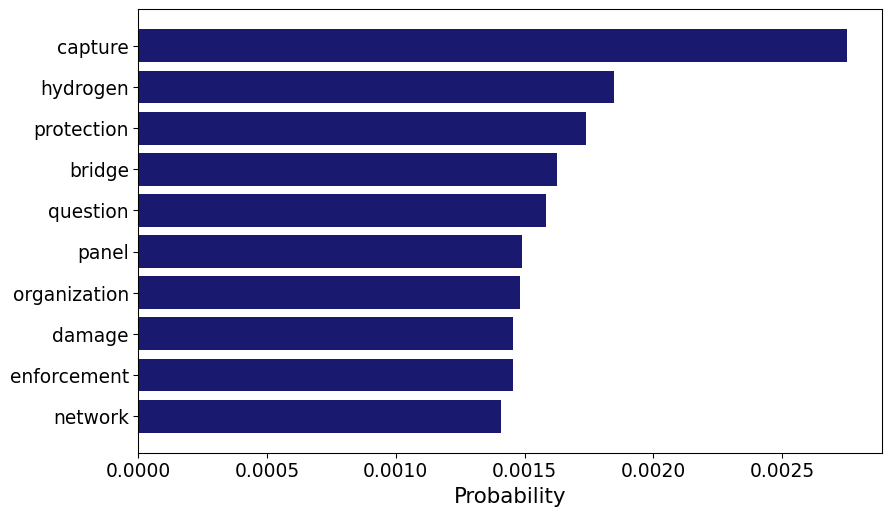 capture
hydrogen
protection
bridge
question
panel
organization
damage
enforcement
network
0.0000 0.0005 0.0010 0.0015 0.0020 0.0025
Probability